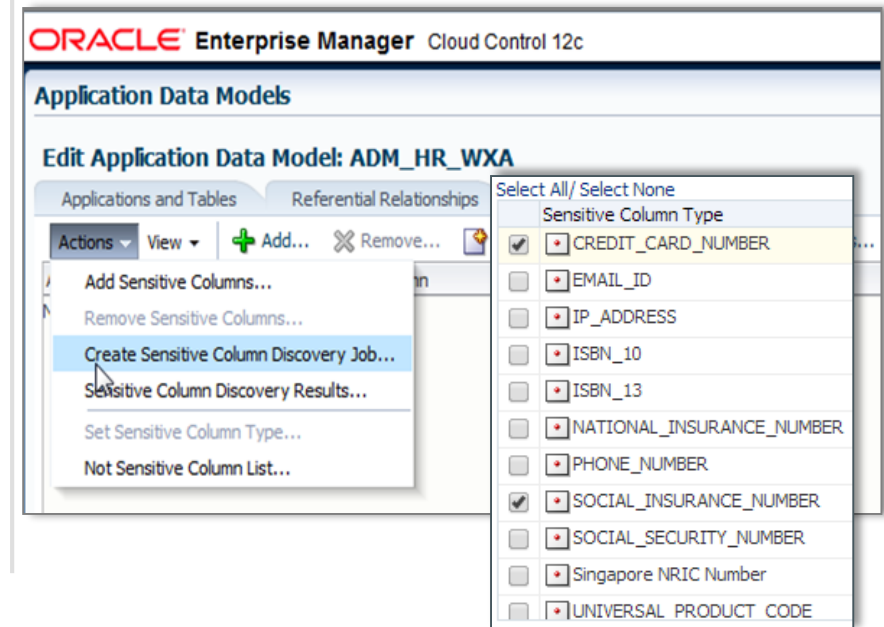 ORACLE Enterprise Manager Cloud Control 12c
Application Data Models
Edit Application Data Model: ADM_HR_WXA
Applications and Tables Referential Relationships
Actions View Add... Remove...
Add Sensitive Columns...
Remove Sensitive Columns...
Create Sensitive Column Discovery Job...
Sensitive Column Discovery Results...
Set Sensitive Column Type...
Not Sensitive Column List...
Select All/ Select None
Sensitive Column Type
CREDIT_CARD_NUMBER
EMAIL_ID
IP_ADDRESS
ISBN_10
ISBN_13
NATIONAL_INSURANCE_NUMBER
PHONE_NUMBER
SOCIAL_INSURANCE_NUMBER
SOCIAL_SECURITY_NUMBER
Singapore NRIC Number
UNIVERSAL_PRODUCT_CODE